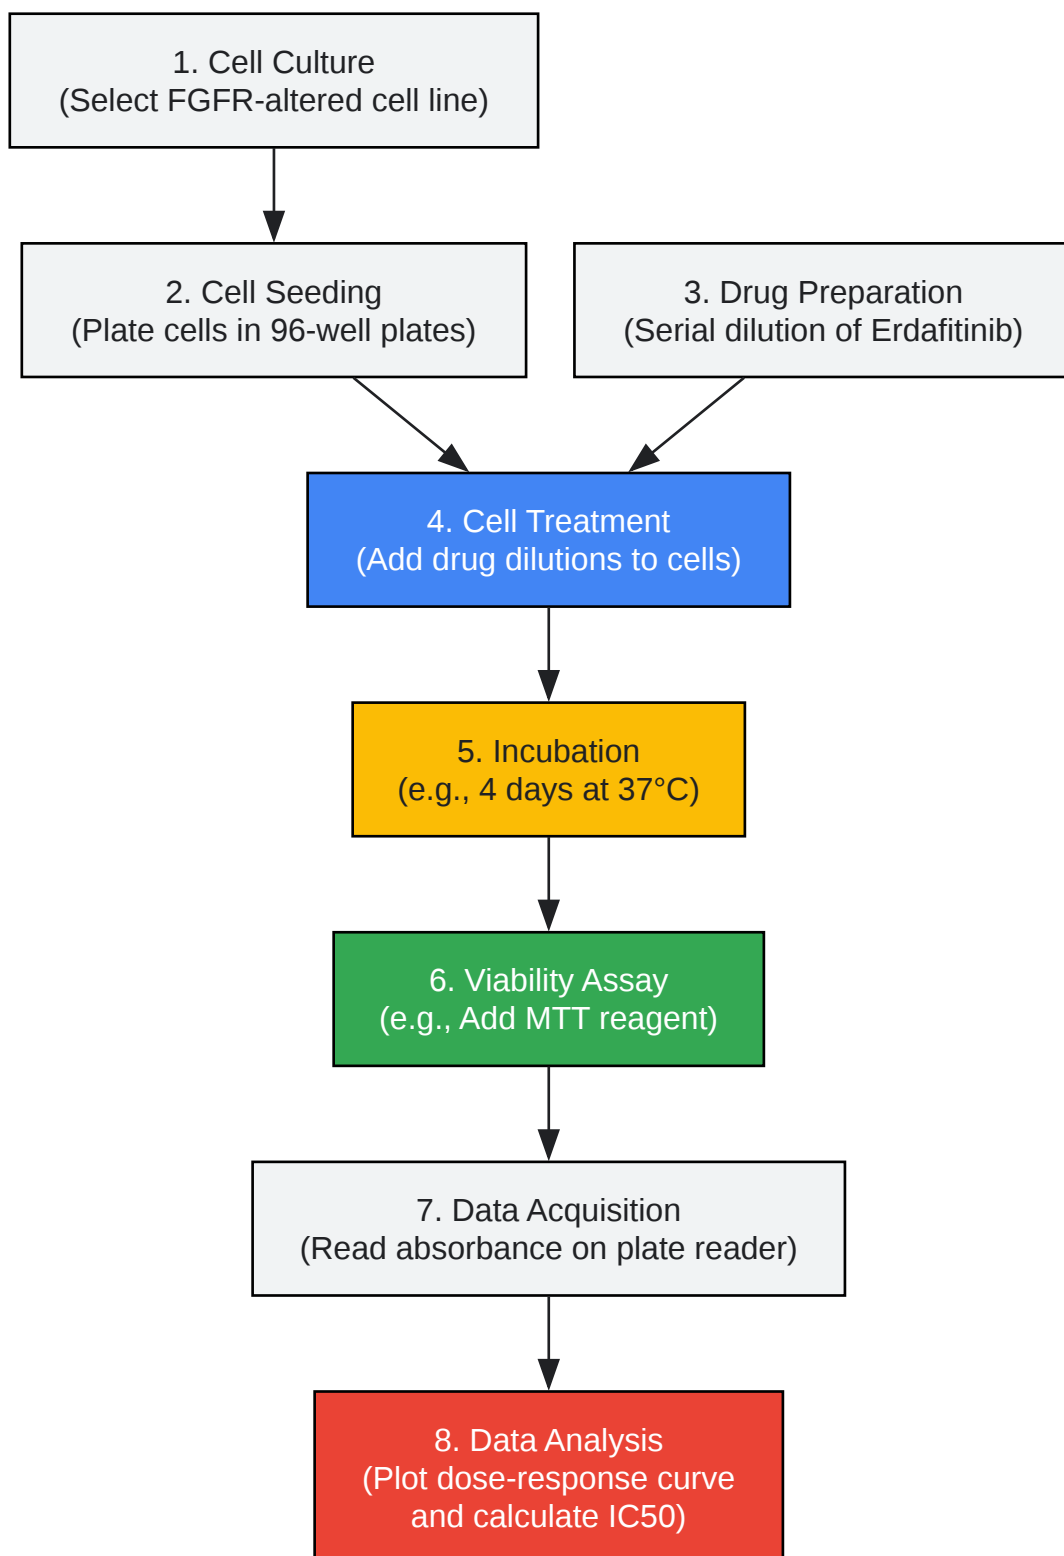 1. Cell Culture
(Select FGFR-altered cell line)
2. Cell Seeding
(Plate cells in 96-well plates)
3. Drug Preparation
(Serial dilution of Erdafitinib)
4. Cell Treatment
(Add drug dilutions to cells)
5. Incubation
(e.g., 4 days at 37°C)
6. Viability Assay
(e.g., Add MTT reagent)
7. Data Acquisition
(Read absorbance on plate reader)
8. Data Analysis
(Plot dose-response curve
and calculate IC50)